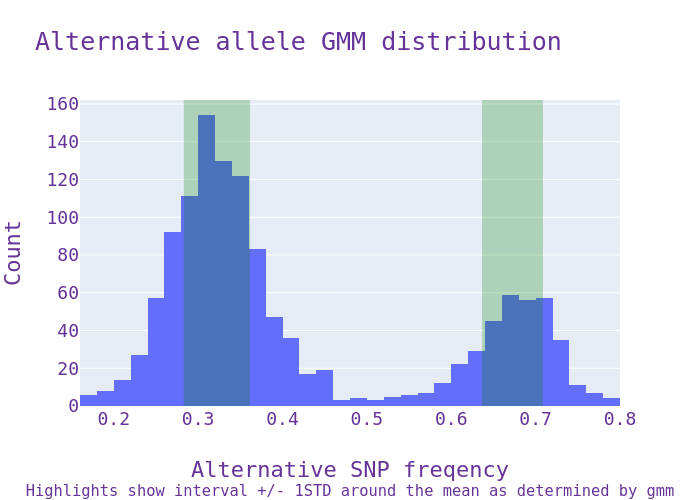 Alternative allele GMM distribution
160
140
120
100
80
60
40
20
0
Count
0.2 0.3 0.4 0.5 0.6 0.7 0.8
Alternative SNP freqency
Highlights show interval +/- 1STD around the mean as determined by gmm